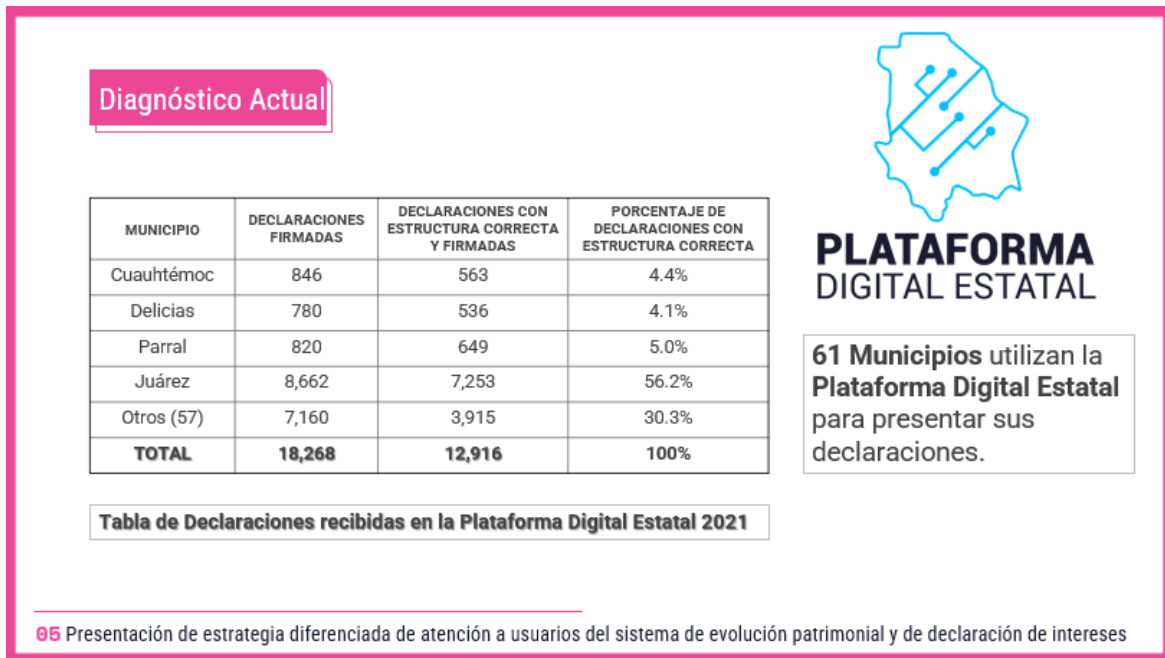 Diagnóstico Actual
PLATAFORMA
DIGITAL ESTATAL
MUNICIPIO
DECLARACIONES
FIRMADAS
DECLARACIONES CON
ESTRUCTURA CORRECTA
Y FIRMADAS
PORCENTAJE DE
DECLARACIONES CON
ESTRUCTURA CORRECTA
Cuauhtémoc 846 563 4.4%
Delicias 780 536 4.1%
Parral 820 649 5.0%
Juárez 8,662 7,253 56.2%
Otros (57) 7,160 3,915 30.3%
TOTAL 18,268 12,916 100%
61 Municipios utilizan la
Plataforma Digital Estatal
para presentar sus
declaraciones.
Tabla de Declaraciones recibidas en la Plataforma Digital Estatal 2021
05 Presentación de estrategia diferenciada de atención a usuarios del sistema de evolución patrimonial y de declaración de intereses